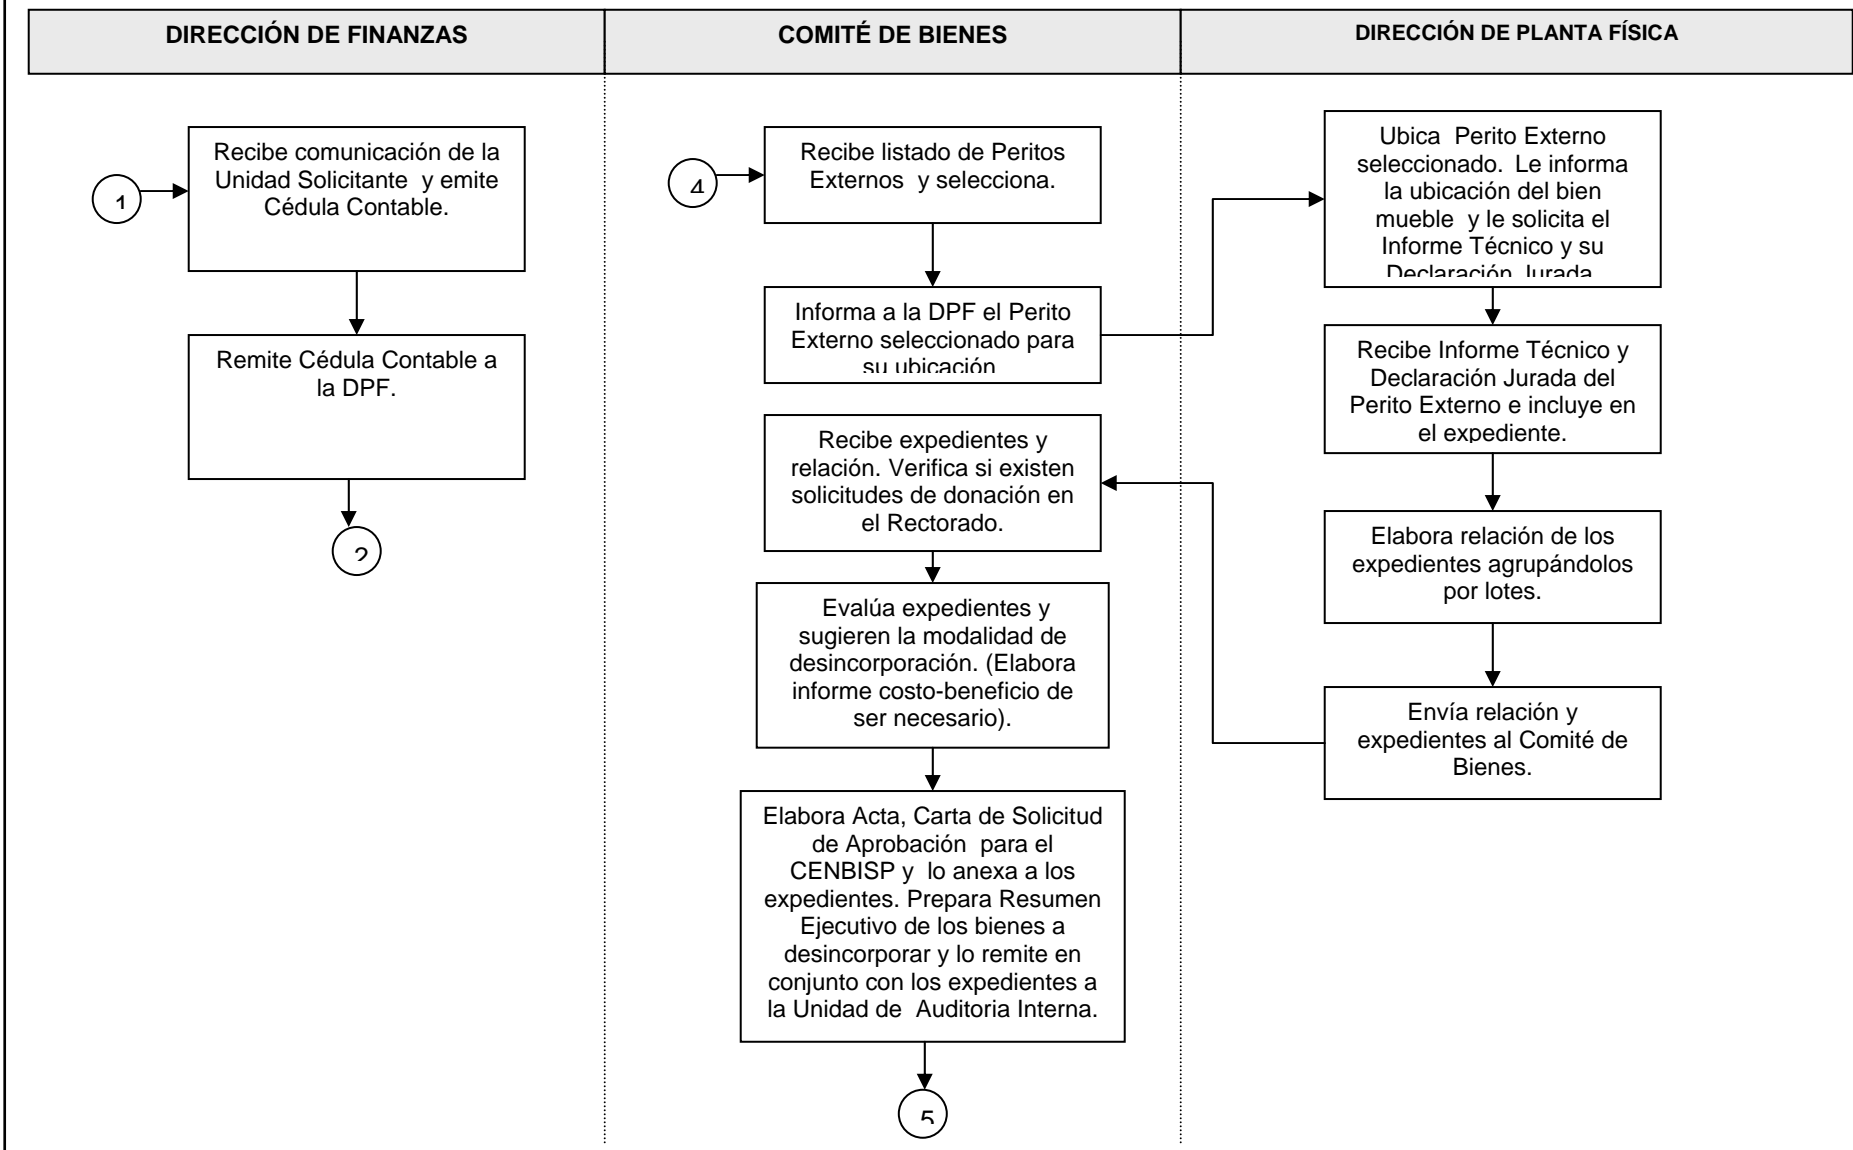 DIRECCIÓN DE FINANZAS
COMITÉ DE BIENES
DIRECCIÓN DE PLANTA FÍSICA
1
Recibe comunicación de la
Unidad Solicitante y emite
Cédula Contable.
Remite Cédula Contable a
la DPF.
2
4
Recibe listado de Peritos
Externos y selecciona.
Informa a la DPF el Perito
Externo seleccionado para
su ubicación
Recibe expedientes y
relación. Verifica si existen
solicitudes de donación en
el Rectorado.
Evalúa expedientes y
sugieren la modalidad de
desincorporación. (Elabora
informe costo-beneficio de
ser necesario).
Elabora Acta, Carta de Solicitud
de Aprobación para el
CENBISP y lo anexa a los
expedientes. Prepara Resumen
Ejecutivo de los bienes a
desincorporar y lo remite en
conjunto con los expedientes a
la Unidad de Auditoria Interna.
5
Ubica Perito Externo
seleccionado. Le informa
la ubicación del bien
mueble y le solicita el
Informe Técnico y su
Declaración Jurada
Recibe Informe Técnico y
Declaración Jurada del
Perito Externo e incluye en
el expediente.
Elabora relación de los
expedientes agrupándolos
por lotes.
Envía relación y
expedientes al Comité de
Bienes.